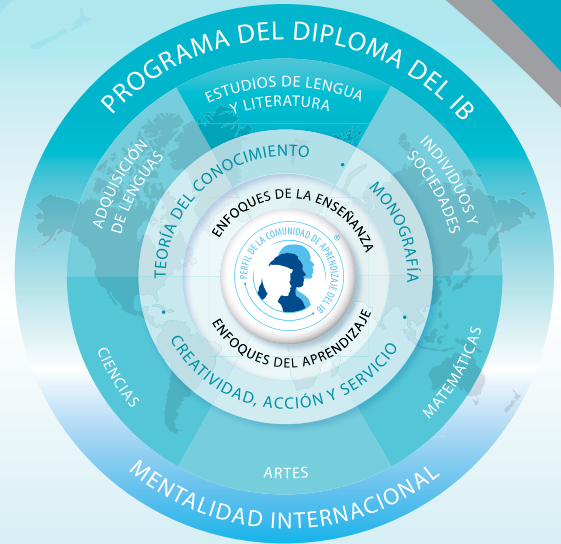 PROGRAMA DEL DIPLOMA DEL IB
ESTUDIOS DE LENGUA
Y LITERATURA
ADQUISICIÓN
DE LENGUAS
INDIVIDUOS Y
SOCIEDADES
TEORÍA DEL CONOCIMIENTO
MONOGRAFÍA
ENFOQUES DE LA ENSEÑANZA
PERFIL DE LA COMUNIDAD DE APRENDIZAJE DEL IB
®
ENFOQUES DEL APRENDIZAJE
CREATIVIDAD, ACCIÓN Y SERVICIO
CIENCIAS
MATEMÁTICAS
ARTES
MENTALIDAD INTERNACIONAL